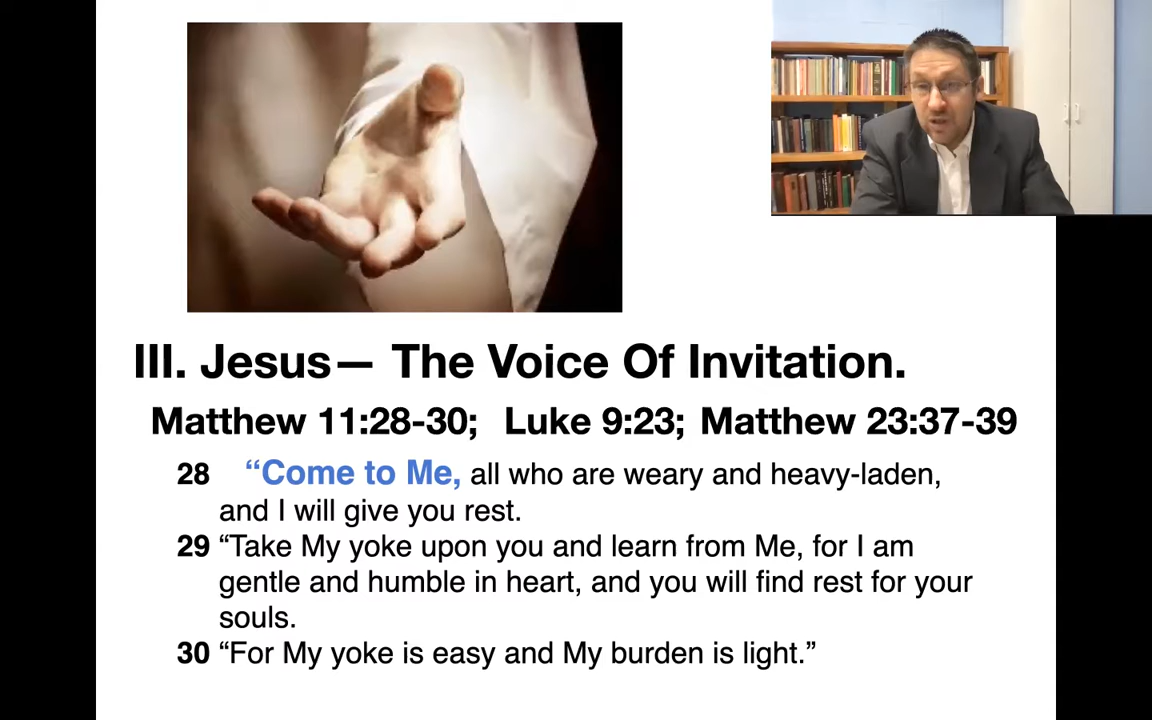 III. Jesus— The Voice Of Invitation.
Matthew 11:28-30; Luke 9:23; Matthew 23:37-39
28 “Come to Me, all who are weary and heavy-laden,
and I will give you rest.
29 “Take My yoke upon you and learn from Me, for I am
gentle and humble in heart, and you will find rest for your
souls.
30 “For My yoke is easy and My burden is light.”